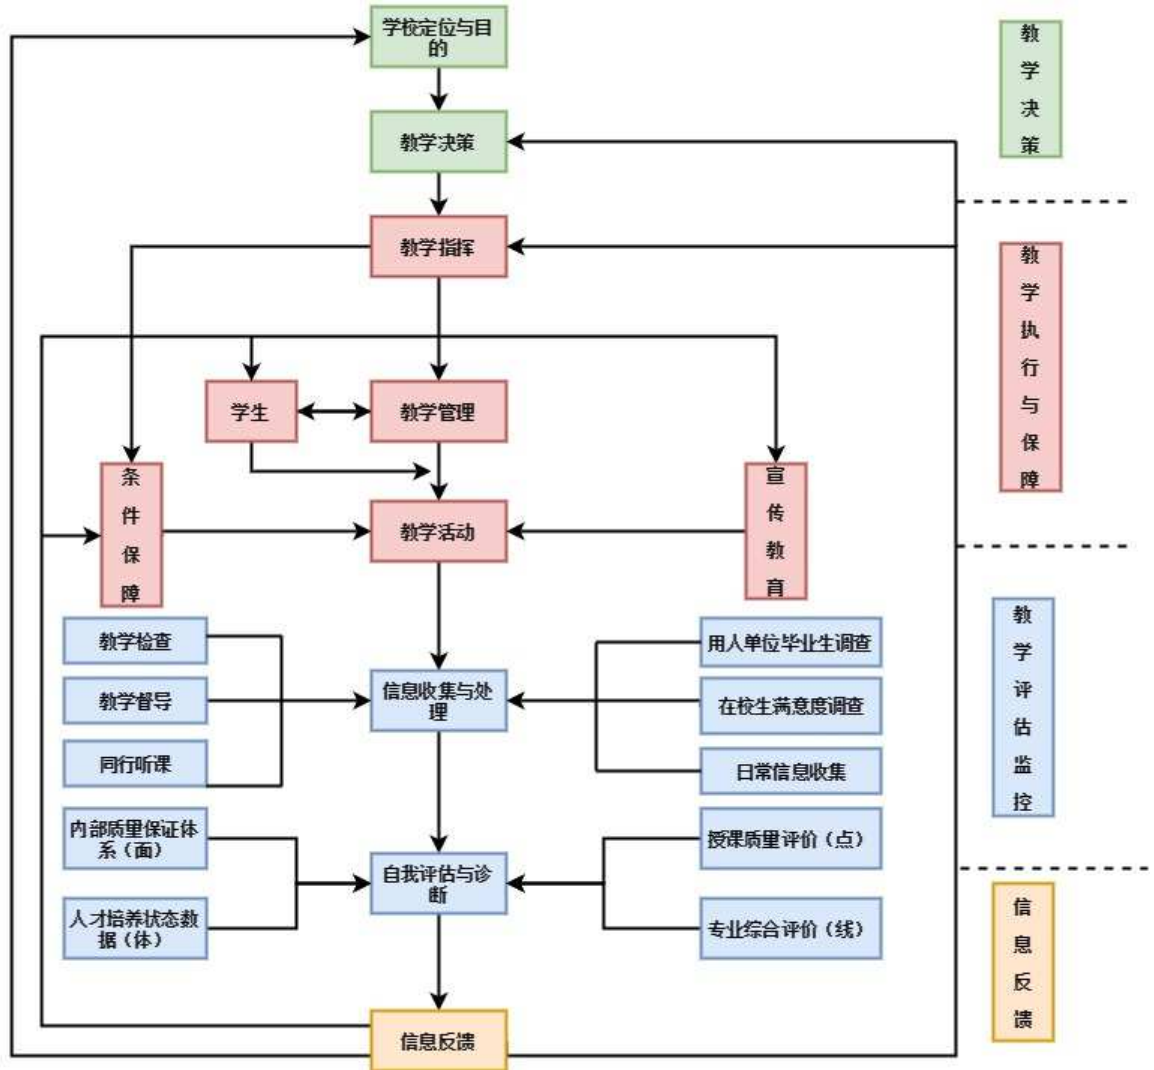 学校定位与目
的
教学决策
教学指挥
学生
教学管理
条件保障
教学活动
宣传教育
教学检查
教学督导
同行听课
信息收集与处
理
用人单位毕业生调查
在校生满意度调查
日常信息收集
内部质量保证体
系（面）
人才培养状态数
据（体）
自我评估与诊
断
授课质量评价（点）
专业综合评价（线）
信息反馈
教学决策
教学执行与保障
教学评估监控
信息反馈